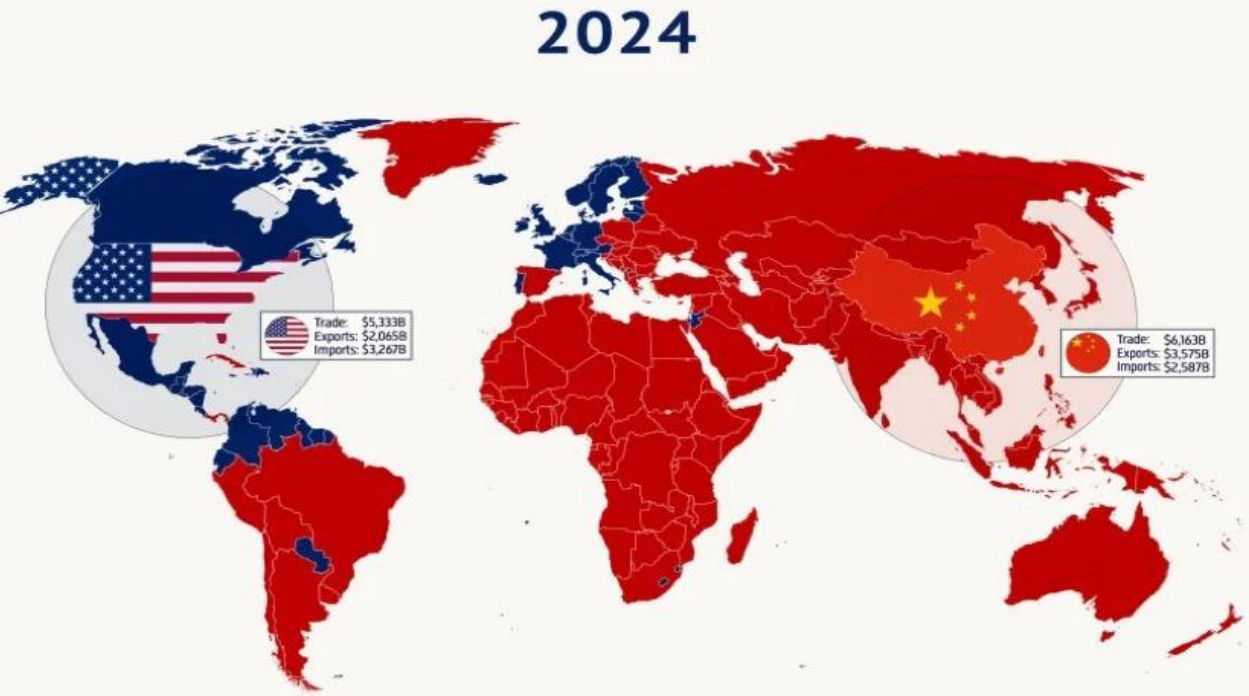 2024
Trade: $5,333B
Exports: $2,065B
Imports: $3,267B
Trade: $6,163B
Exports: $3,575B
Imports: $2,587B